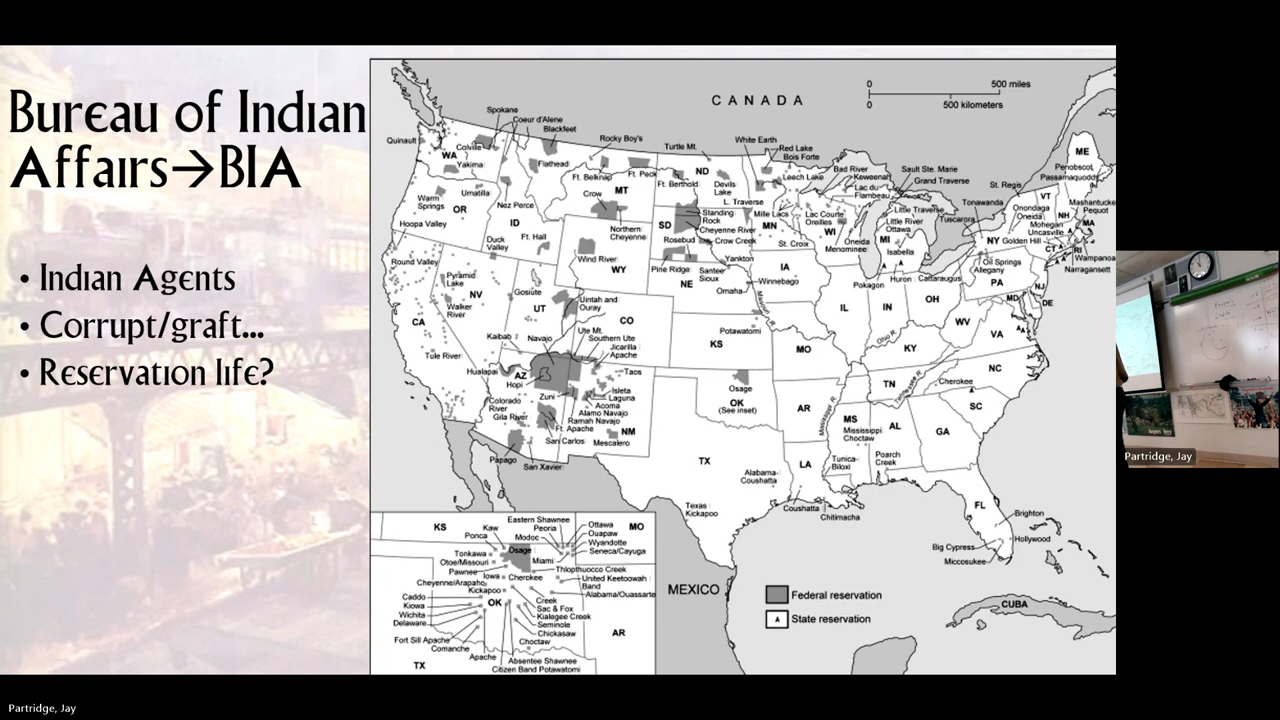 Bureau of Indian
Affairs→BIA
• Indian Agents
• Corrupt/graft...
• Reservation life?
CANADA
0 500 miles
0 500 kilometers
Spokane
Coeur d'Alene
Blackfeet
Quinault
WA
Colville
Yakima
Flathead
Rocky Boy's
Turtle Mt.
White Earth
Red Lake
Bois Forte
Ft. Belknap
Ft. Peck
ND
Ft. Berthold
Devils
Lake
Leech Lake
Bad River
Keweenah
Lac du
Flambeau
Sault Ste. Marie
Grand Traverse
St. Regis
ME
Penobscot
Passamaquoddy
Warm
Springs
Umatilla
OR
Nez Perce
Crow
MT
L. Traverse
Tonawanda
VT
NH
Mashantucket
Pequot
MA
Hoopa Valley
ID
Northern
Cheyenne
SD
Standing
Rock
Cheyenne River
Mille Lacs
MN
Lac Courte
Oreilles
WI
Little Traverse
Little River
Ottawa
Tuscarora
Onondaga
Oneida
Mohegan
Uncasville
Duck
Valley
Ft. Hall
Rosebud
Crow Creek
St. Croix
Oneida
Menominee
MI
Isabella
NY
Golden Hill
CT
RI
Wampanoa
Narragansett
Round Valley
Pyramid
Lake
Wind River
WY
Pine Ridge
Santee
Sioux
Yankton
IA
Pokagon
Huron
Cattaraugus
Oil Springs
Allegany
PA
NJ
NV
Gosiute
Walker
River
UT
Uintah and
Ouray
NE
Omaha
Winnebago
Missouri R.
IL
IN
OH
MD
DE
CA
CO
Ute Mt.
Southern Ute
Jicarilla
Apache
Potawatomi
KS
MO
Ohio R.
KY
WV
VA
Kaibab
Navajo
Tule River
Hualapai
AZ
Hopi
Taos
Osage
OK
(See inset)
AR
TN
Tennessee R.
Cherokee
NC
Colorado
River
Gila River
Zuni
Isleta
Laguna
Acoma
Alamo Navajo
Ramah Navajo
Ft. Apache
San Carlos
NM
Mescalero
Mississippi R.
MS
Mississippi
Choctaw
AL
GA
SC
Papago
San Xavier
TX
Alabama-
Coushatta
LA
Tunica-
Biloxi
Poarch
Creek
Texas
Kickapoo
Coushatta
Chitimacha
FL
Brighton
Hollywood
Big Cypress
Miccosukee
MEXICO
CUBA
Federal reservation
State reservation
KS
MO
Kaw
Ponca
Eastern Shawnee
Peoria
Modoc
Ottawa
Quapaw
Wyandotte
Seneca/Cayuga
Tonkawa
Otoe/Missouri
Pawnee
Osage
Miami
Thlopthuocco Creek
Cheyenne/Arapaho
Iowa
Kickapoo
Cherokee
United Keetoowah
Band
Alabama/Ouassarte
Caddo
Kiowa
Wichita
Delaware
OK
Creek
Sac & Fox
Kialegee Creek
Seminole
Chickasaw
Choctaw
AR
Fort Sill Apache
Comanche
Apache
Absentee Shawnee
Citizen Band Potawatomi
TX
Partridge, Jay
Partridge, Jay